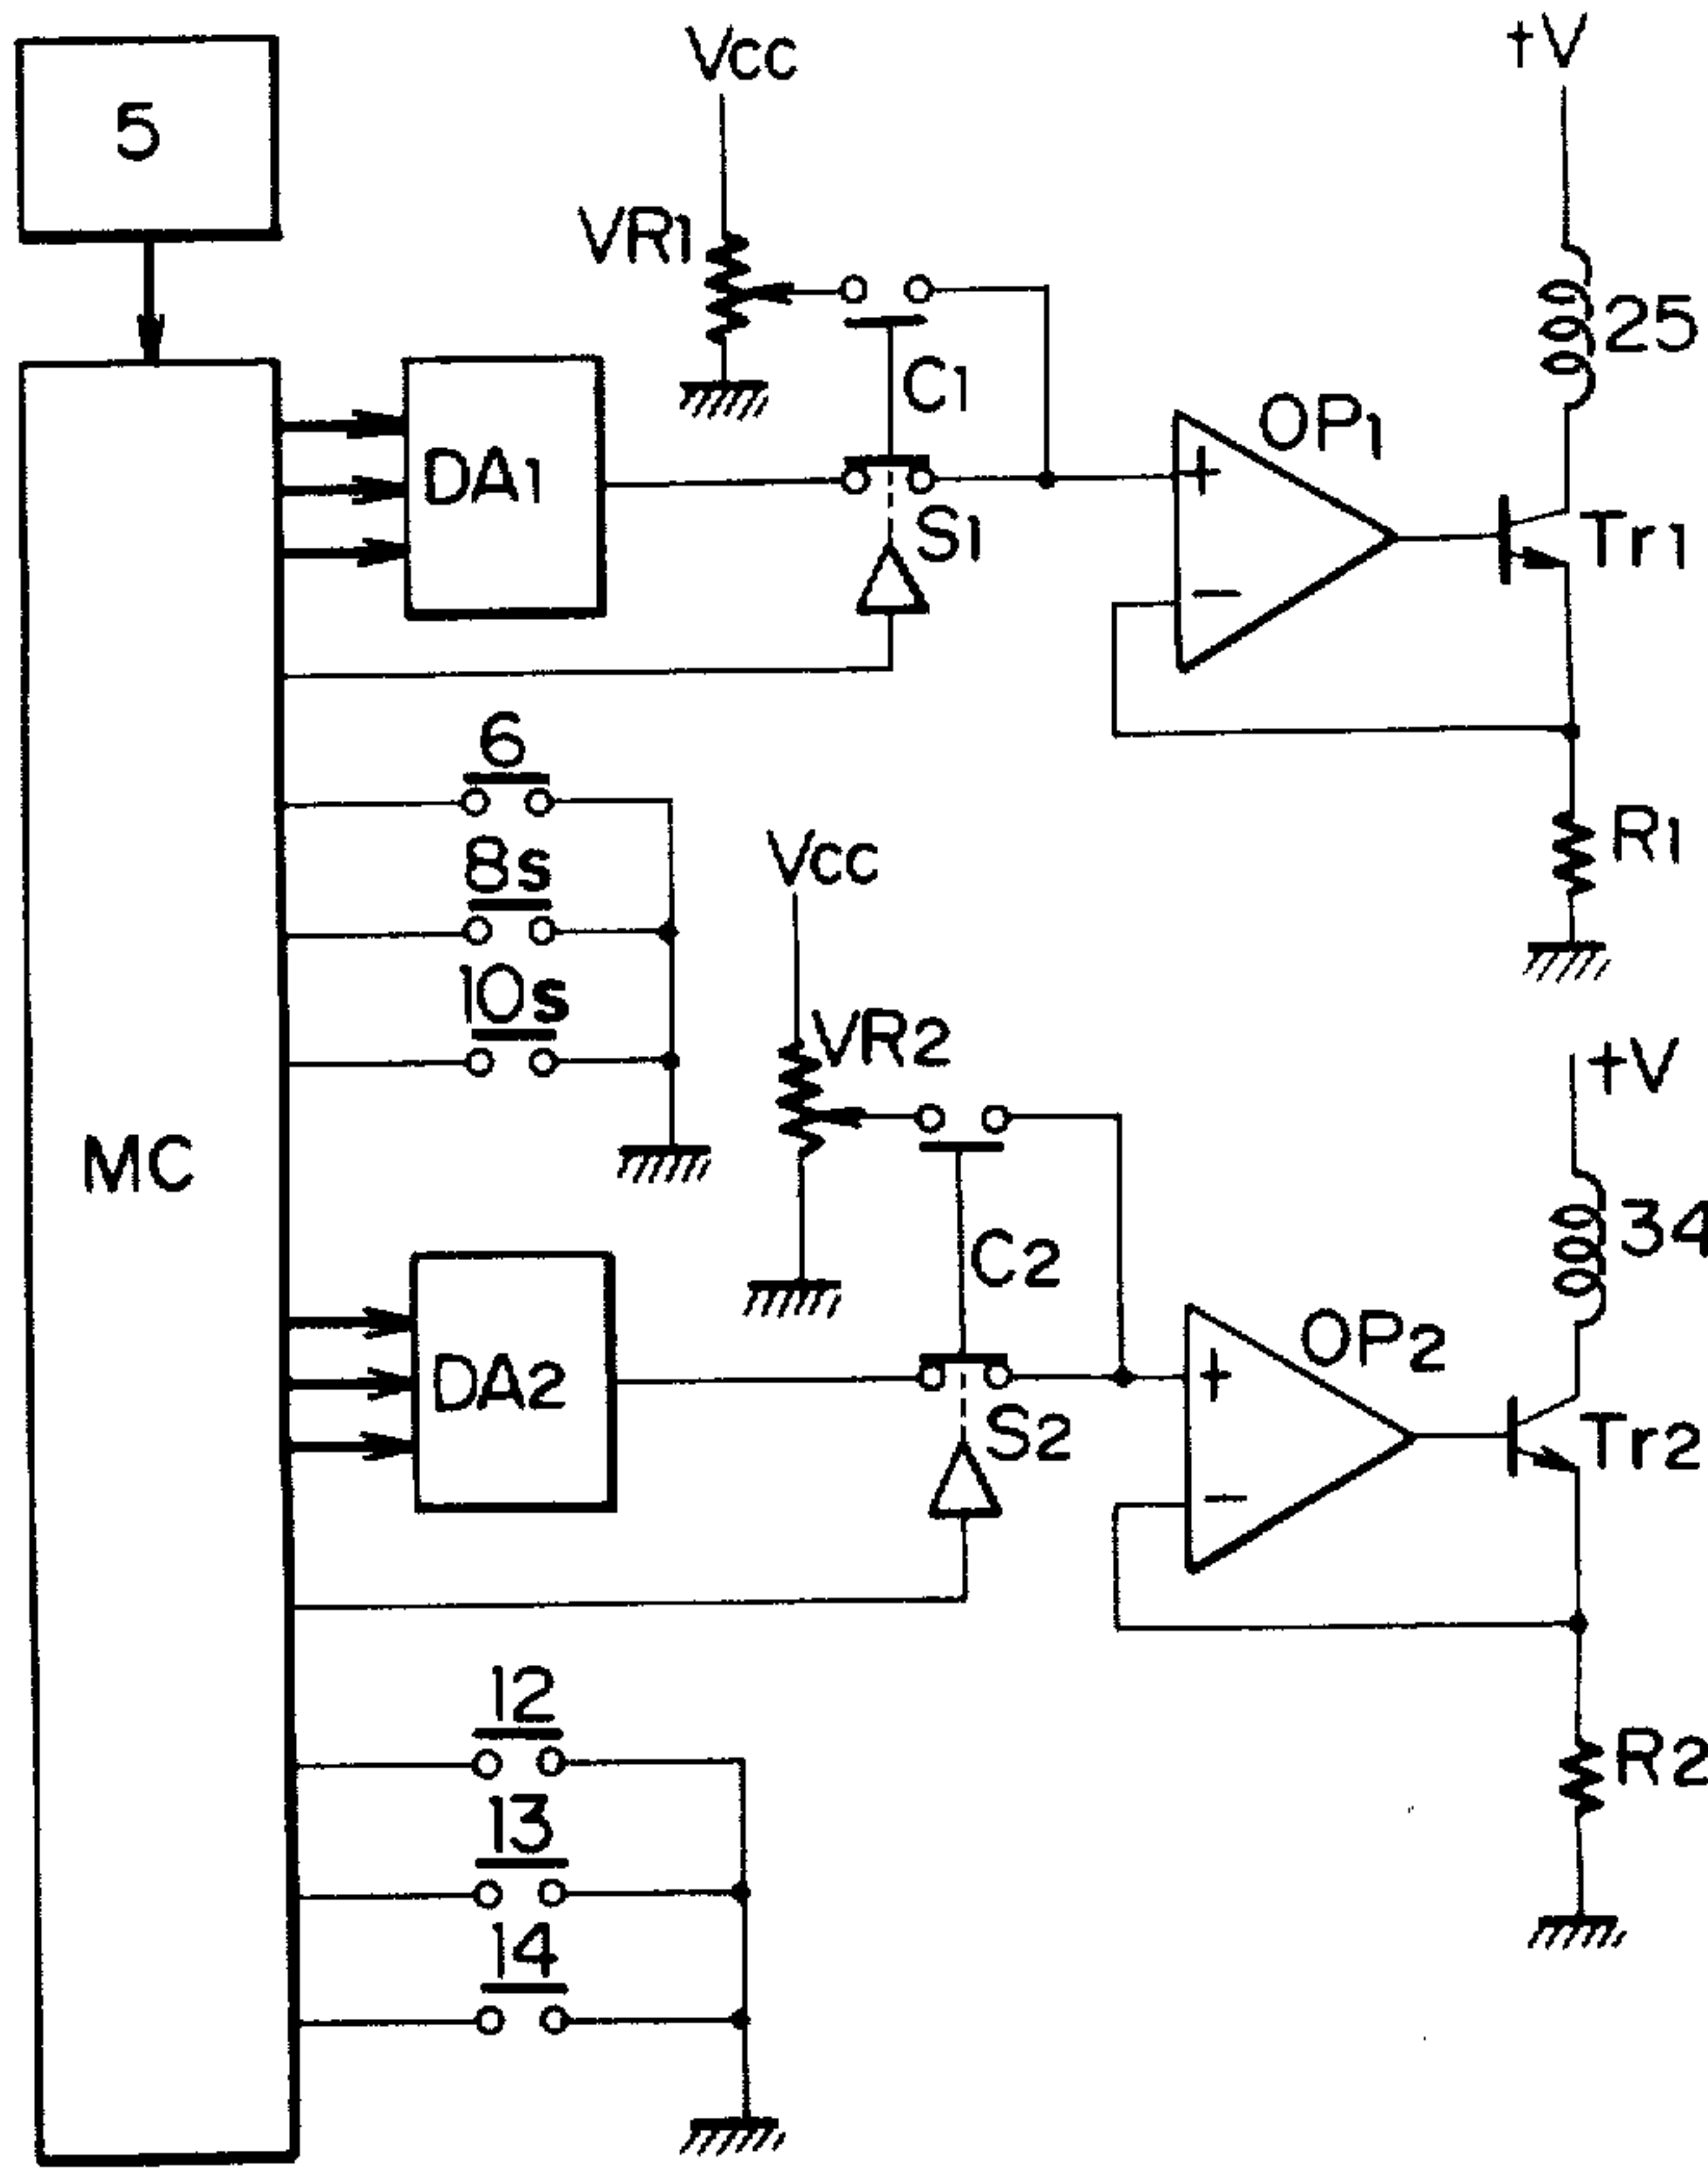 5
Vcc
+V
VR1
25
C1
OP1
DA1
+
S1
Tr1
−
6
R1
Vcc
8s
10s
VR2
+V
MC
34
C2
OP2
DA2
+
S2
Tr2
−
12
R2
13
14